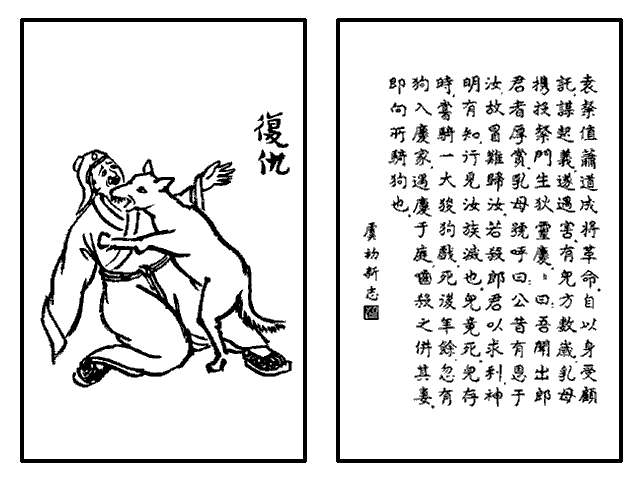 復仇
袁粲值蕭道成將革命、自以身受顧
託、謀起義、遂遇害、有兒方數歲、乳母
携投粲門生狄靈慶、〻曰、吾聞出郎
君者厚賞、乳母號呼曰、公昔有恩于
汝、故冒難歸汝、若殺郎君以求利、神
明有知、行見汝族滅也、兒竟死、兒存
時、嘗騎一大狻狗戲、死後年餘、忽有
狗入慶家、遇慶于庭、嚙殺之、併其妻、
即向所騎狗也、
虞初新志